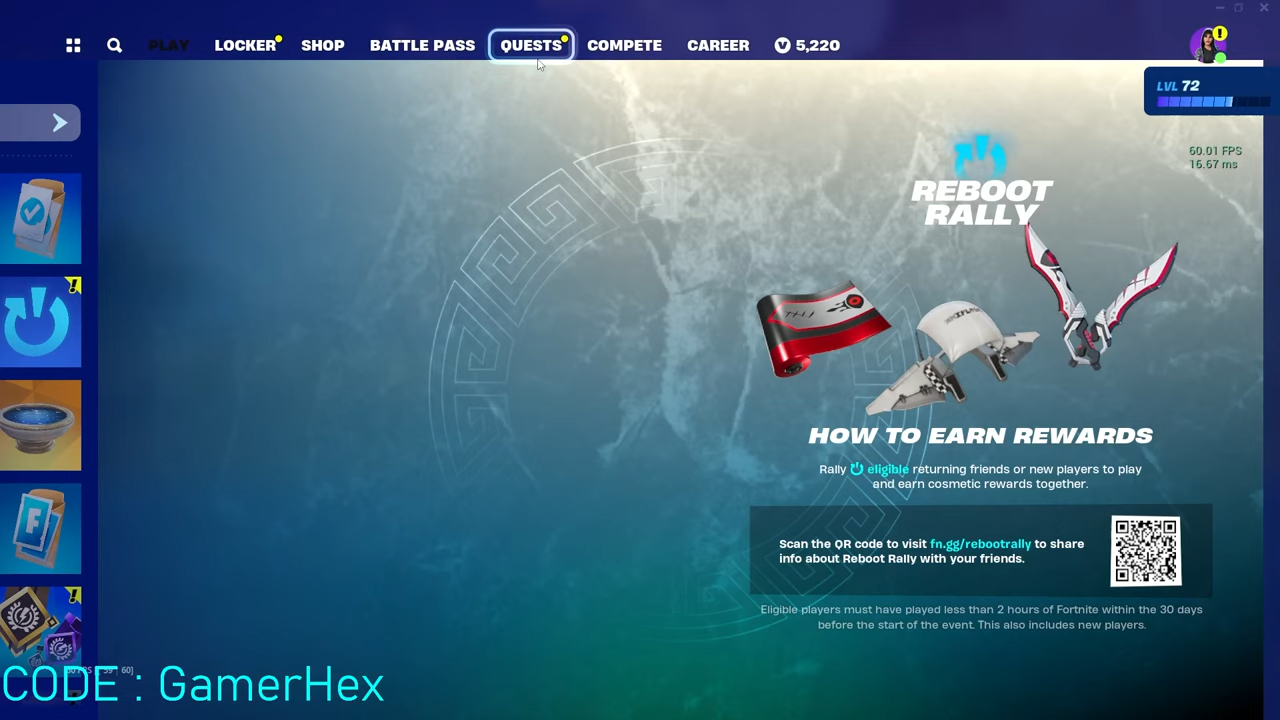 PLAY
LOCKER
SHOP
BATTLE PASS
QUESTS
COMPETE
CAREER
V 5,220
!
LVL 72
60.01 FPS
16.67 ms
REBOOT
RALLY
HOW TO EARN REWARDS
Rally eligible returning friends or new players to play
and earn cosmetic rewards together.
Scan the QR code to visit fn.gg/rebootrally to share
info about Reboot Rally with your friends.
Eligible players must have played less than 2 hours of Fortnite within the 30 days
before the start of the event. This also includes new players.
!
F
!
CODE : GamerHex